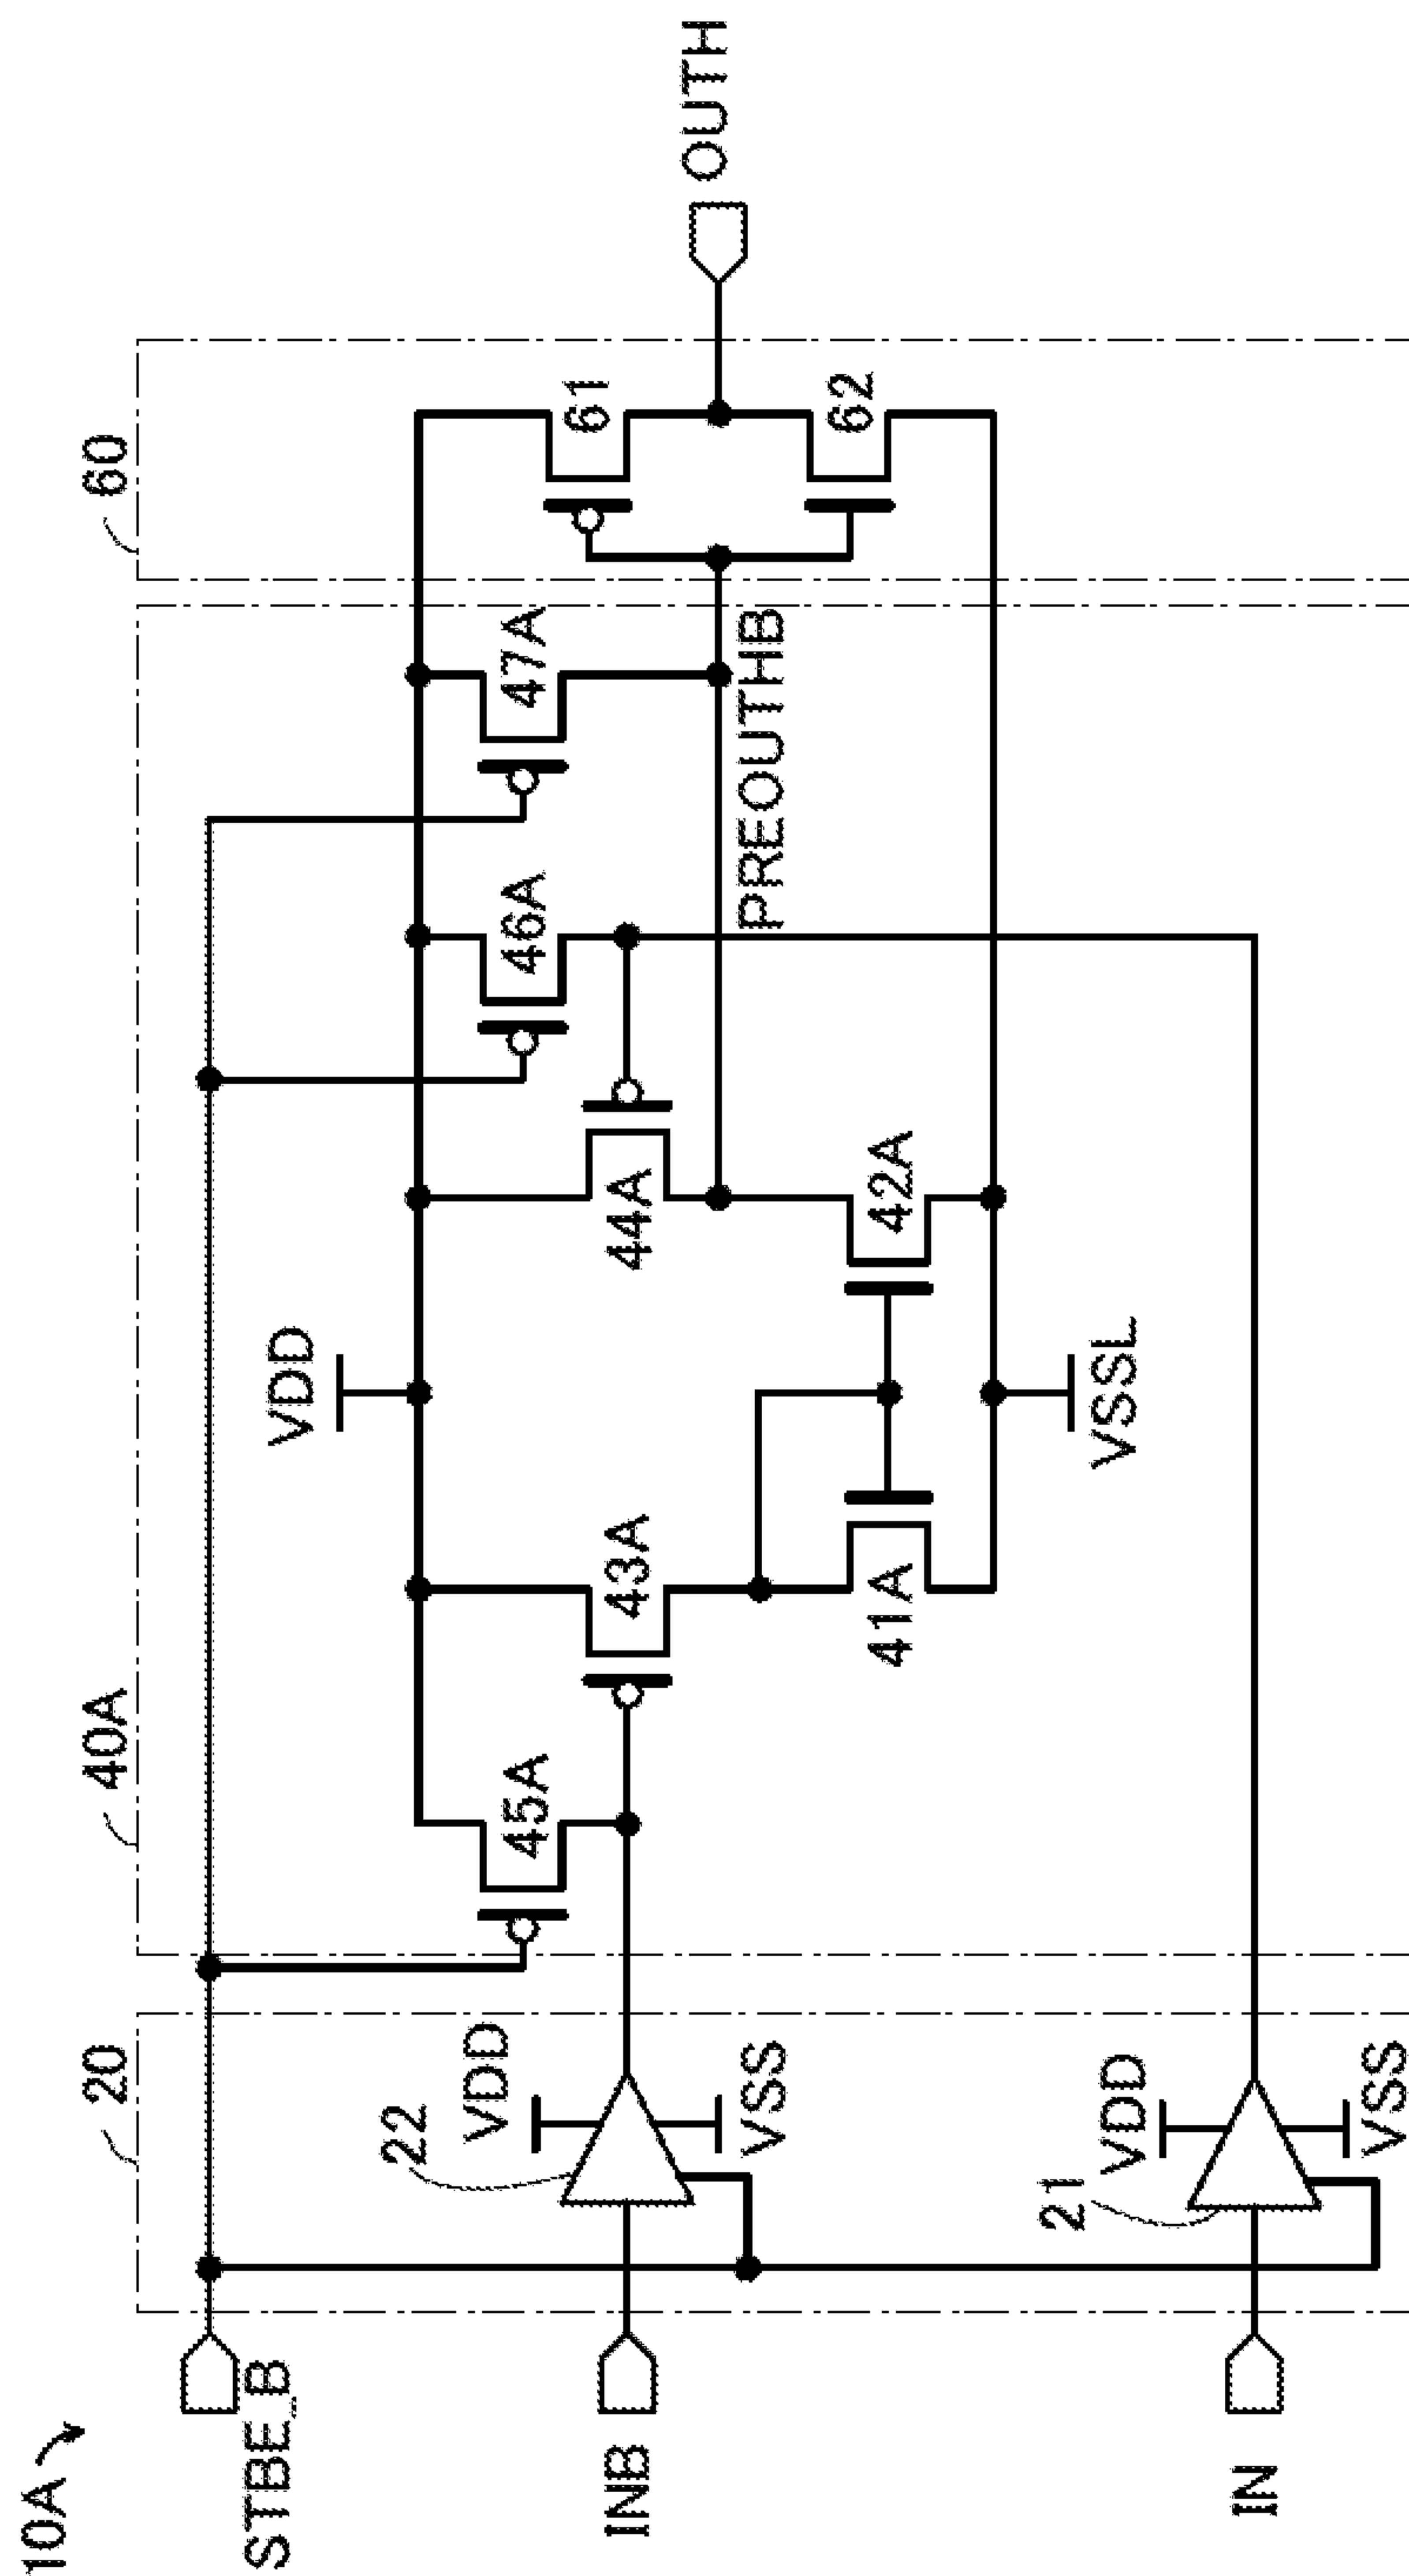 10A
20
40A
60
STBE_B
INB
IN
22
VDD
VSS
21
VDD
VSS
45A
43A
41A
VDD
VSSL
44A
42A
46A
47A
PREOUTHB
61
62
OUTH